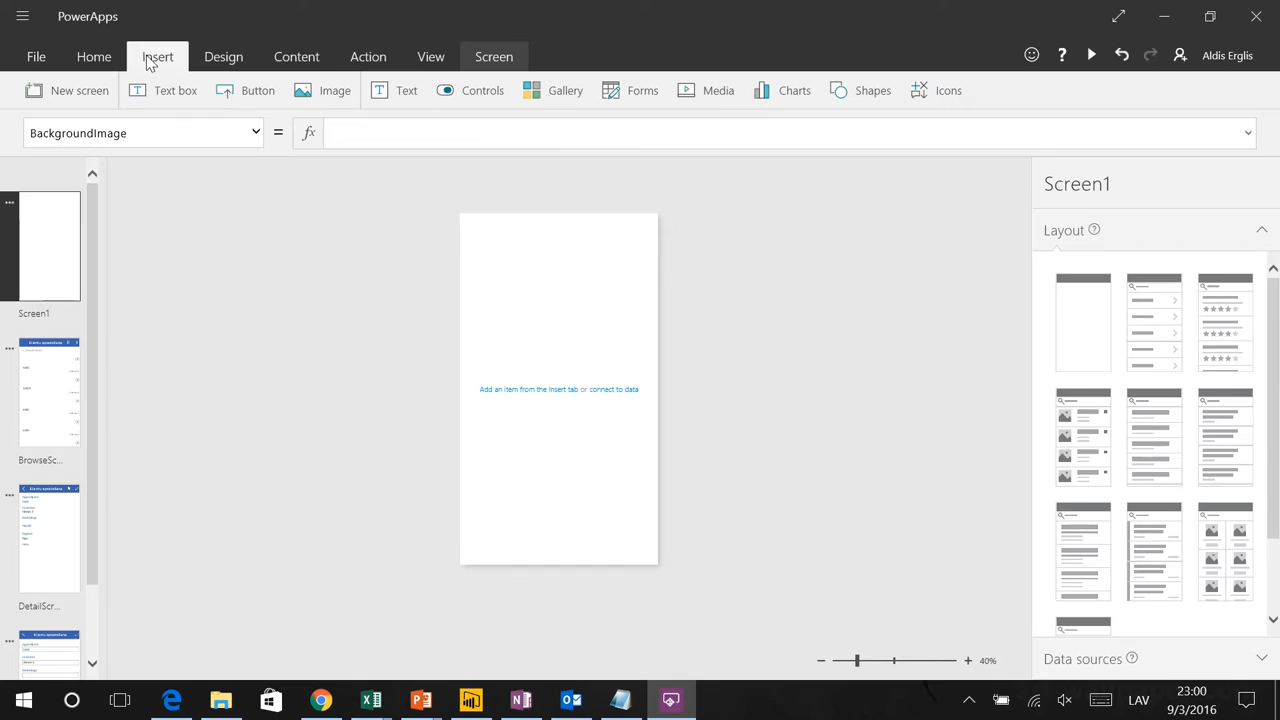 PowerApps
File Home Insert Design Content Action View Screen Aldis Erglis
New screen Text box Button Image Text Controls Gallery Forms Media Charts Shapes Icons
BackgroundImage = fx
Screen1
Layout
Screen1
Add an item from the Insert tab or connect to data
BrowseSc...
DetailScr...
Data sources
40%
LAV
23:00
9/3/2016